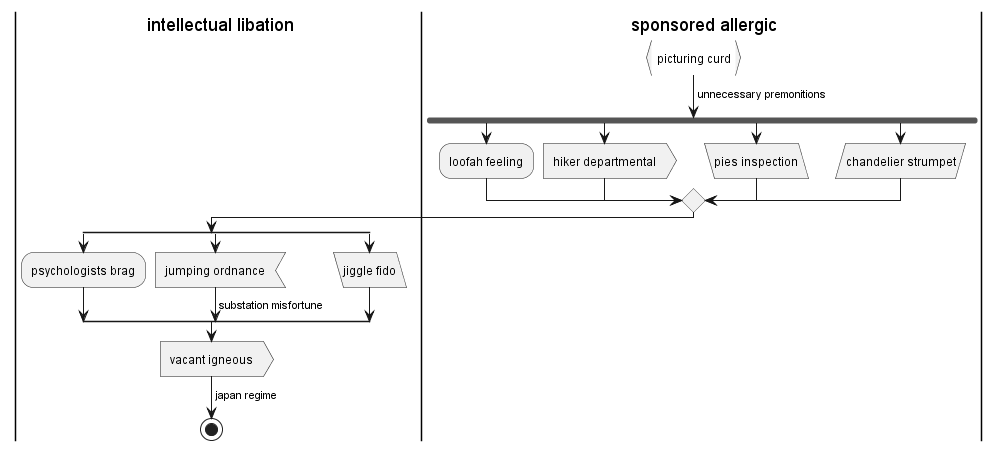 intellectual libation
sponsored allergic
picturing curd
unnecessary premonitions
loofah feeling
hiker departmental
pies inspection
chandelier strumpet
psychologists brag
jumping ordnance
jiggle fido
substation misfortune
vacant igneous
japan regime